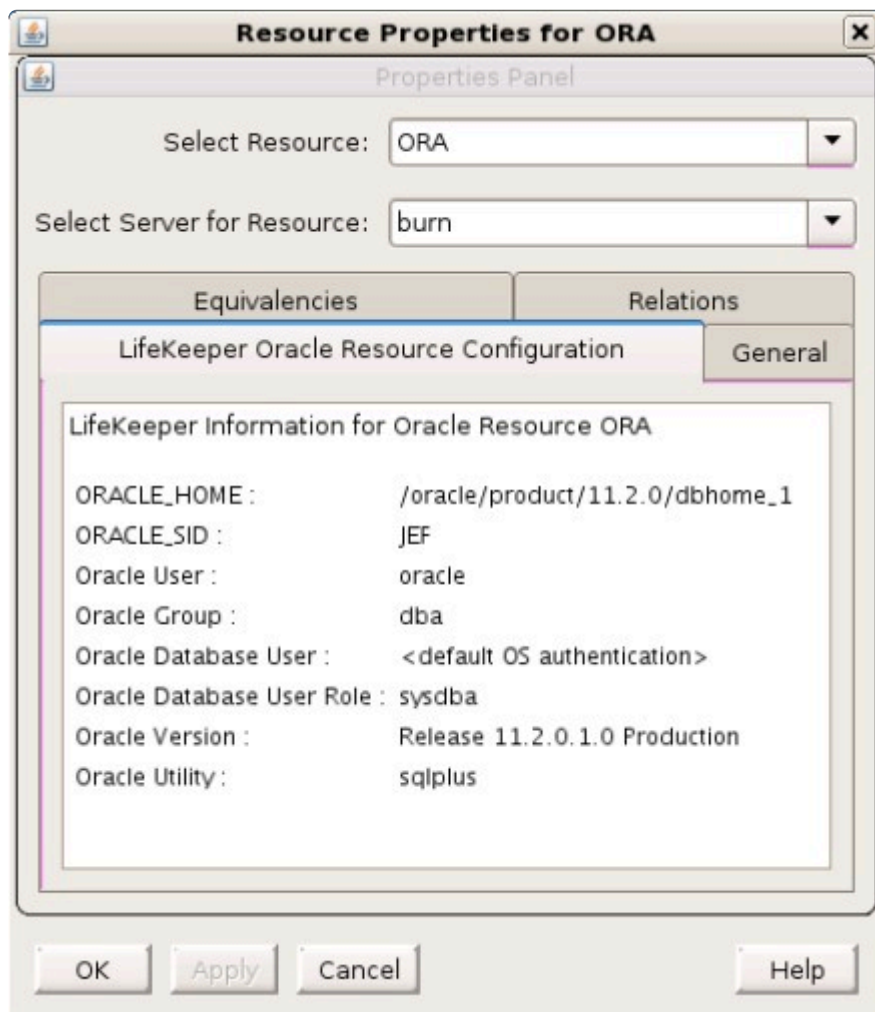 Resource Properties for ORA
Properties Panel
Select Resource: ORA
Select Server for Resource: burn
Equivalencies Relations
LifeKeeper Oracle Resource Configuration General
LifeKeeper Information for Oracle Resource ORA
ORACLE_HOME : /oracle/product/11.2.0/dbhome_1
ORACLE_SID : JEF
Oracle User : oracle
Oracle Group : dba
Oracle Database User : <default OS authentication>
Oracle Database User Role : sysdba
Oracle Version : Release 11.2.0.1.0 Production
Oracle Utility : sqlplus
OK Apply Cancel Help